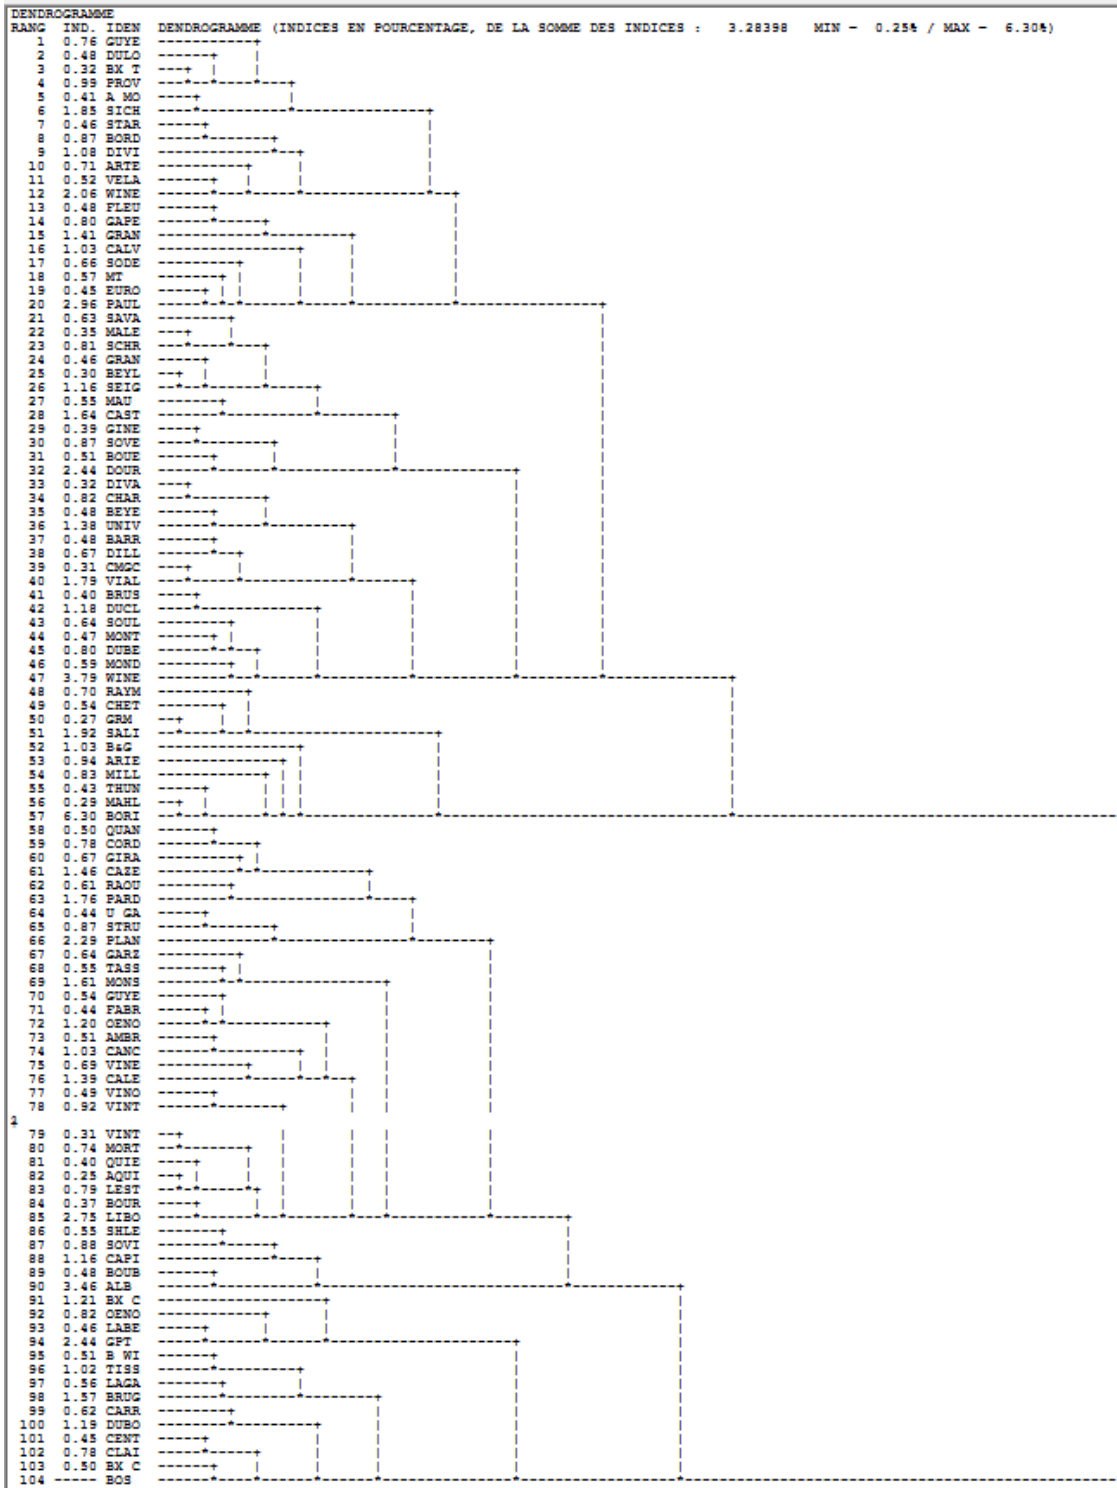 DENDROGRAMME
RANG IND. IDEN DENDROGRAMME (INDICES EN POURCENTAGE, DE LA SOMME DES INDICES : 3.28398 MIN - 0.25% / MAX - 6.30%)
1 0.76 GUYE
2 0.48 DULO
3 0.32 BX T
4 0.99 PROV
5 0.41 A MO
6 1.85 SICH
7 0.46 STAR
8 0.87 BORD
9 1.08 DIVI
10 0.71 ARTE
11 0.52 VELA
12 2.06 WINE
13 0.48 FLEU
14 0.80 GAPE
15 1.41 GRAN
16 1.03 CALV
17 0.66 SODE
18 0.57 MT
19 0.45 EURO
20 2.96 PAUL
21 0.63 SAVA
22 0.35 MALE
23 0.81 SCHR
24 0.46 GRAN
25 0.30 BEYL
26 1.16 SEIG
27 0.55 MAU
28 1.64 CAST
29 0.39 GINE
30 0.87 SOVE
31 0.51 BOUE
32 2.44 DOUR
33 0.32 DIVA
34 0.82 CHAR
35 0.48 BEYE
36 1.38 UNIV
37 0.48 BARR
38 0.67 DILL
39 0.31 CMGC
40 1.79 VIAL
41 0.40 BRUS
42 1.18 DUCL
43 0.64 SOUL
44 0.47 MONT
45 0.80 DUBE
46 0.59 MOND
47 3.79 WINE
48 0.70 RAYM
49 0.54 CHET
50 0.27 GRM
51 1.92 SALI
52 1.03 B&G
53 0.94 ARIE
54 0.83 MILL
55 0.43 THUN
56 0.29 MAHL
57 6.30 BORI
58 0.50 QUAN
59 0.78 CORD
60 0.67 GIRA
61 1.46 CAZE
62 0.61 RAOU
63 1.76 PARD
64 0.44 U GA
65 0.87 STRU
66 2.29 PLAN
67 0.64 GARZ
68 0.55 TASS
69 1.61 MONS
70 0.54 GUYE
71 0.44 FABR
72 1.20 OENO
73 0.51 AMBR
74 1.03 CANC
75 0.69 VINE
76 1.39 CALE
77 0.49 VINO
78 0.92 VINT
79 0.31 VINT
80 0.74 MORT
81 0.40 QUIE
82 0.25 AQUI
83 0.79 LEST
84 0.37 BOUR
85 2.75 LIBO
86 0.55 SHLE
87 0.88 SOVI
88 1.16 CAPI
89 0.48 BOUB
90 3.46 ALB
91 1.21 BX C
92 0.82 OENO
93 0.46 LABE
94 2.44 GPT
95 0.51 B WI
96 1.02 TISS
97 0.56 LAGA
98 1.57 BRUG
99 0.62 CARR
100 1.19 DUBO
101 0.45 CENT
102 0.78 CLAI
103 0.50 BX C
104 ----- BOS